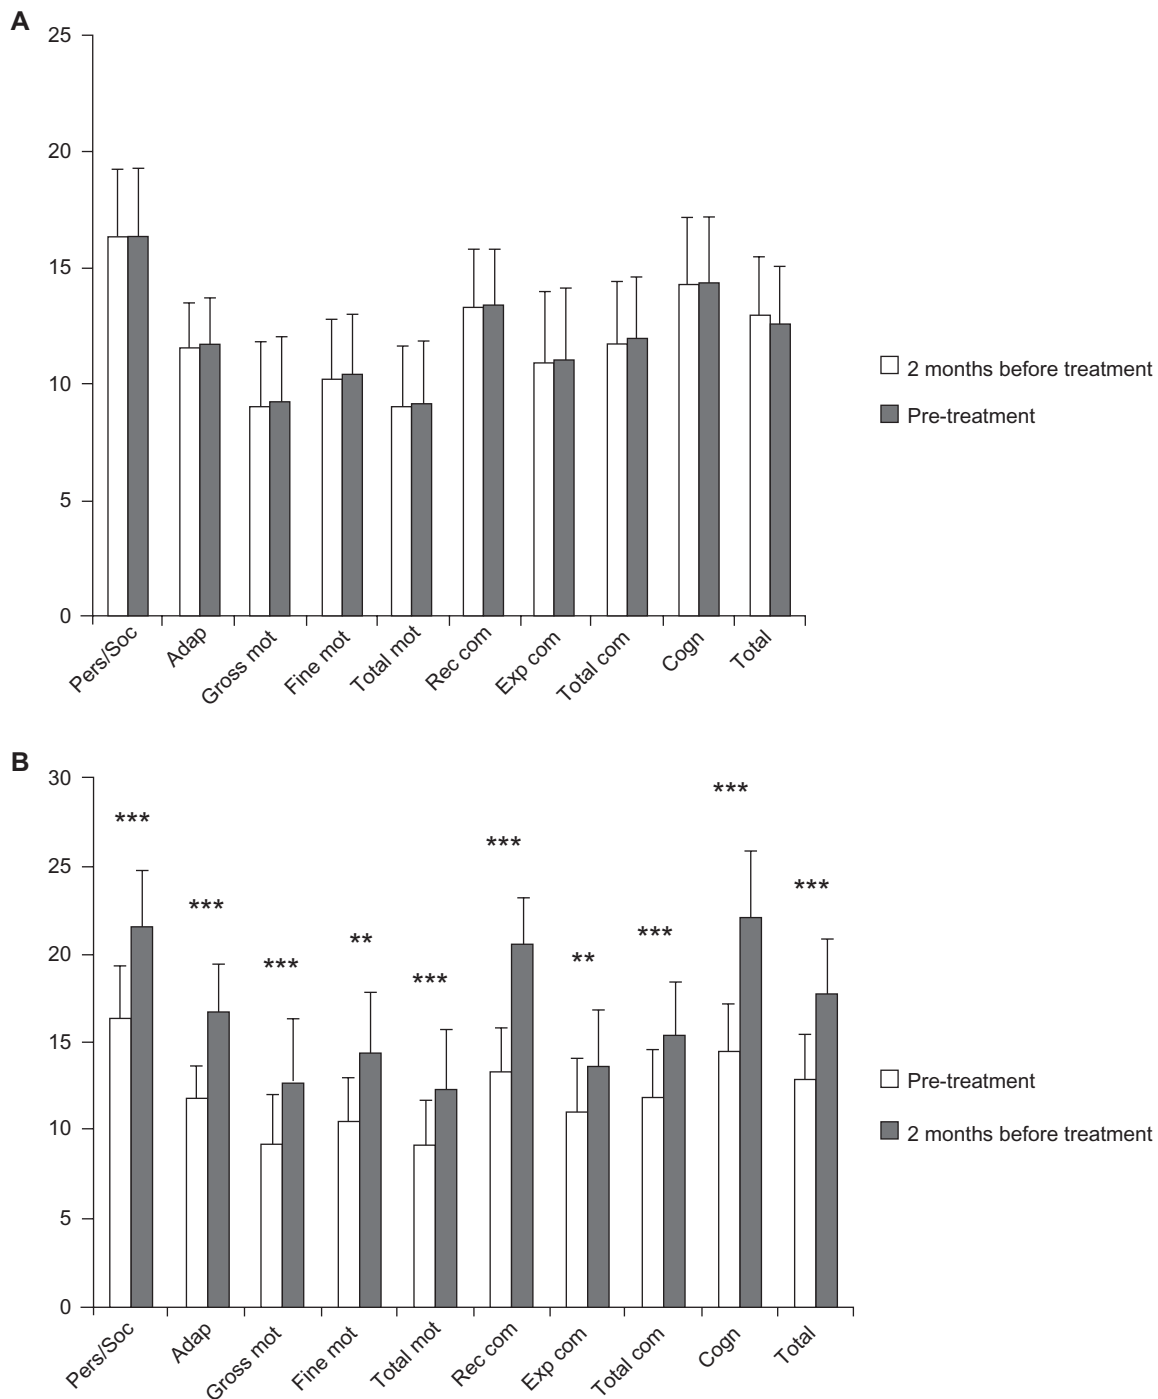 A
25
20
15
10
5
0
Pers/Soc
Adap
Gross mot
Fine mot
Total mot
Rec com
Exp com
Total com
Cogn
Total
2 months before treatment
Pre-treatment
B
30
25
20
15
10
5
0
***
***
***
**
***
***
**
***
***
***
Pers/Soc
Adap
Gross mot
Fine mot
Total mot
Rec com
Exp com
Total com
Cogn
Total
Pre-treatment
2 months before treatment